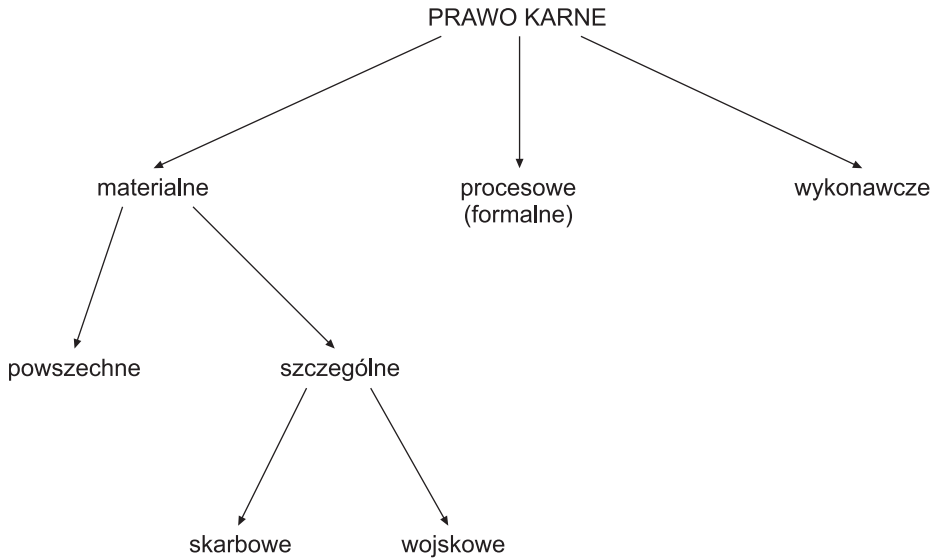 PRAWO KARNE
materialne
procesowe
(formalne)
wykonawcze
powszechne
szczególne
skarbowe
wojskowe